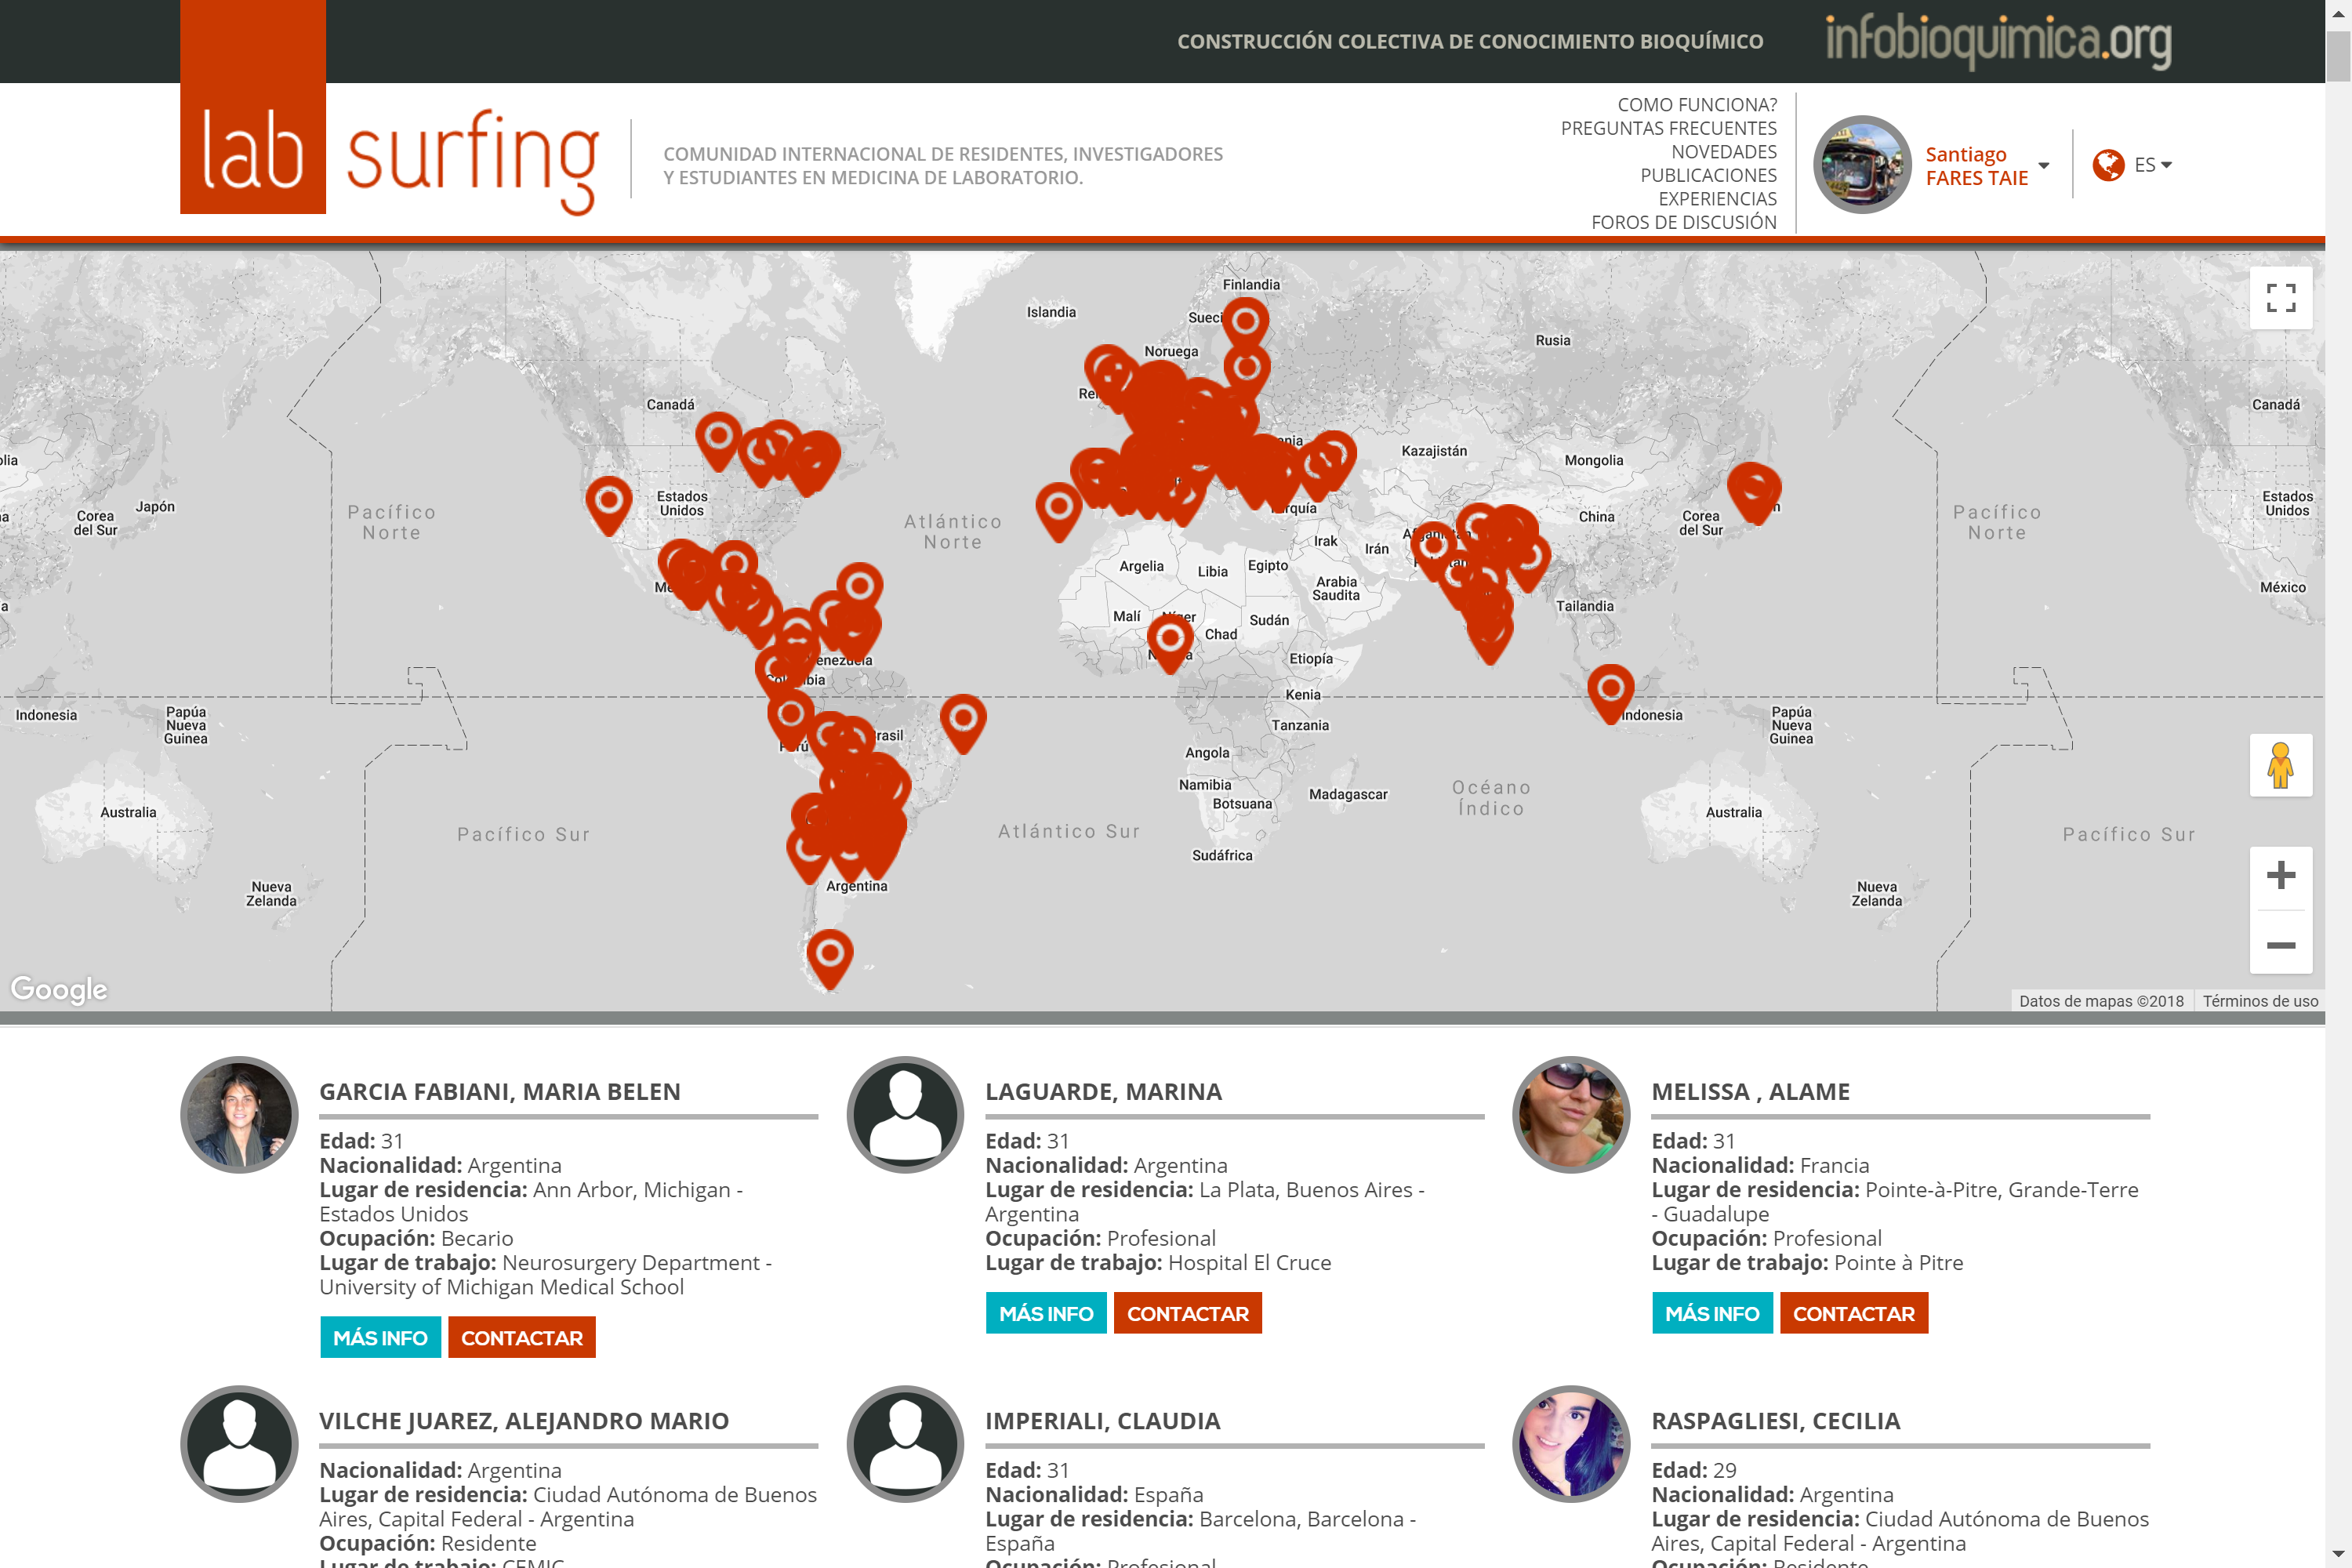 CONSTRUCCIÓN COLECTIVA DE CONOCIMIENTO BIOQUÍMICO
infobioquimica.org
lab surfing
COMUNIDAD INTERNACIONAL DE RESIDENTES, INVESTIGADORES
Y ESTUDIANTES EN MEDICINA DE LABORATORIO.
COMO FUNCIONA?
PREGUNTAS FRECUENTES
NOVEDADES
PUBLICACIONES
EXPERIENCIAS
FOROS DE DISCUSIÓN
Santiago
FARES TAIE
ES
Finlandia
Islandia
Noruega
Rusia
Canadá
Canadá
Kazajistán
Mongolia
Estados
Unidos
Estados
Unidos
Japón
Corea
del Sur
Pacífico
Norte
Atlántico
Norte
China
Corea
del Sur
Pacífico
Norte
Irak
Irán
Argelia
Libia
Egipto
Arabia
Saudita
México
Malí
Chad
Sudán
Tailandia
Etiopía
Kenia
Indonesia
Papúa
Nueva
Guinea
Tanzania
Indonesia
Papúa
Nueva
Guinea
Angola
Namibia
Botsuana
Madagascar
Océano
Índico
Australia
Australia
Pacífico Sur
Atlántico Sur
Pacífico Sur
Sudáfrica
Argentina
Nueva
Zelanda
Nueva
Zelanda
Google
Datos de mapas ©2018
Términos de uso
GARCIA FABIANI, MARIA BELEN
Edad: 31
Nacionalidad: Argentina
Lugar de residencia: Ann Arbor, Michigan -
Estados Unidos
Ocupación: Becario
Lugar de trabajo: Neurosurgery Department -
University of Michigan Medical School
MÁS INFO CONTACTAR
LAGUARDE, MARINA
Edad: 31
Nacionalidad: Argentina
Lugar de residencia: La Plata, Buenos Aires -
Argentina
Ocupación: Profesional
Lugar de trabajo: Hospital El Cruce
MÁS INFO CONTACTAR
MELISSA , ALAME
Edad: 31
Nacionalidad: Francia
Lugar de residencia: Pointe-à-Pitre, Grande-Terre
- Guadalupe
Ocupación: Profesional
Lugar de trabajo: Pointe à Pitre
MÁS INFO CONTACTAR
VILCHE JUAREZ, ALEJANDRO MARIO
Nacionalidad: Argentina
Lugar de residencia: Ciudad Autónoma de Buenos
Aires, Capital Federal - Argentina
Ocupación: Residente
Lugar de trabajo: CEMIC
IMPERIALI, CLAUDIA
Edad: 31
Nacionalidad: España
Lugar de residencia: Barcelona, Barcelona -
España
Ocupación: Profesional
RASPAGLIESI, CECILIA
Edad: 29
Nacionalidad: Argentina
Lugar de residencia: Ciudad Autónoma de Buenos
Aires, Capital Federal - Argentina
Ocupación: Residente